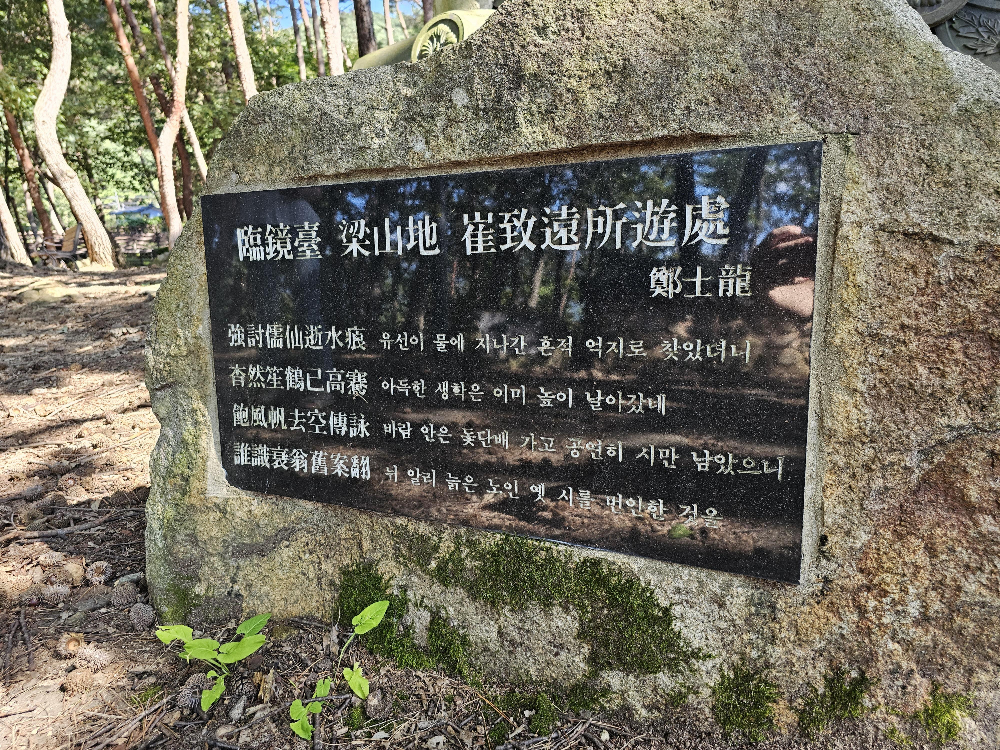 臨鏡臺 梁山地 崔致遠所遊處
鄭士龍
強討儒仙逝水痕 유선이 물에 지나간 흔적 억지로 찾았더니
杳然笙鶴已高騫 아득한 생학은 이미 높이 날아갔네
飽風帆去空傳詠 바람 안은 돛단배 가고 공연히 시만 남았으니
誰識衰翁舊案翻 뉘 알리 늙은 노인 옛 시를 번안한 것을